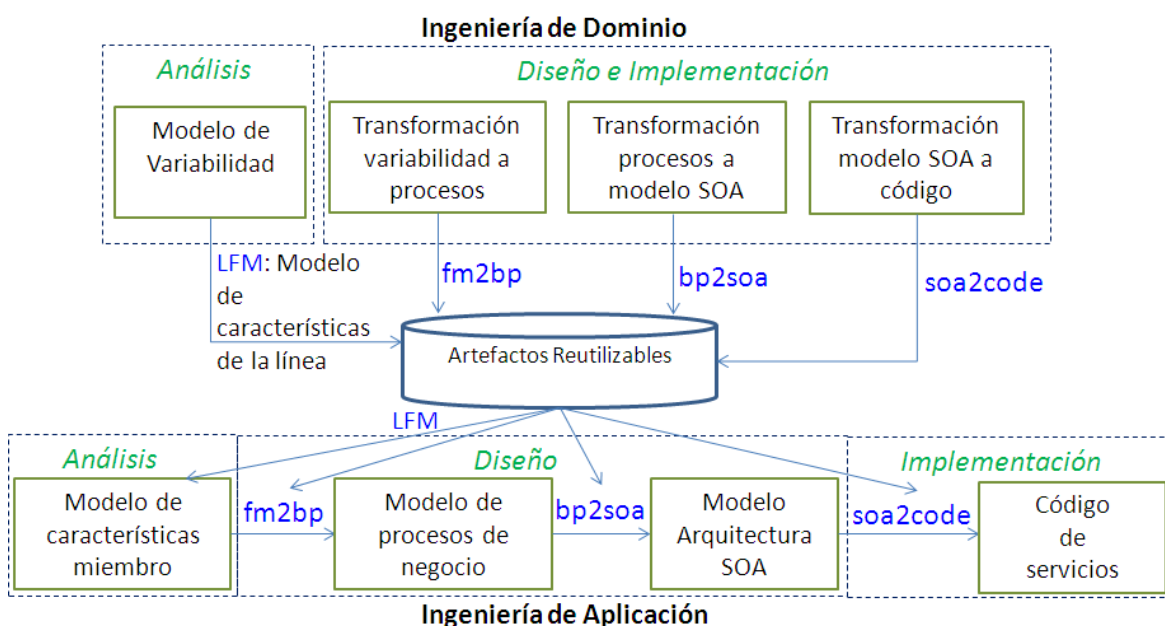 Ingeniería de Dominio
Análisis
Diseño e Implementación
Modelo de
Variabilidad
Transformación
variabilidad a
procesos
Transformación
procesos a
modelo SOA
Transformación
modelo SOA a
código
LFM: Modelo
de
características
de la línea
fm2bp
bp2soa
soa2code
Artefactos Reutilizables
LFM
Análisis
Diseño
Implementación
Modelo de
características
miembro
fm2bp
Modelo de
procesos de
negocio
bp2soa
Modelo
Arquitectura
SOA
soa2code
Código
de
servicios
Ingeniería de Aplicación